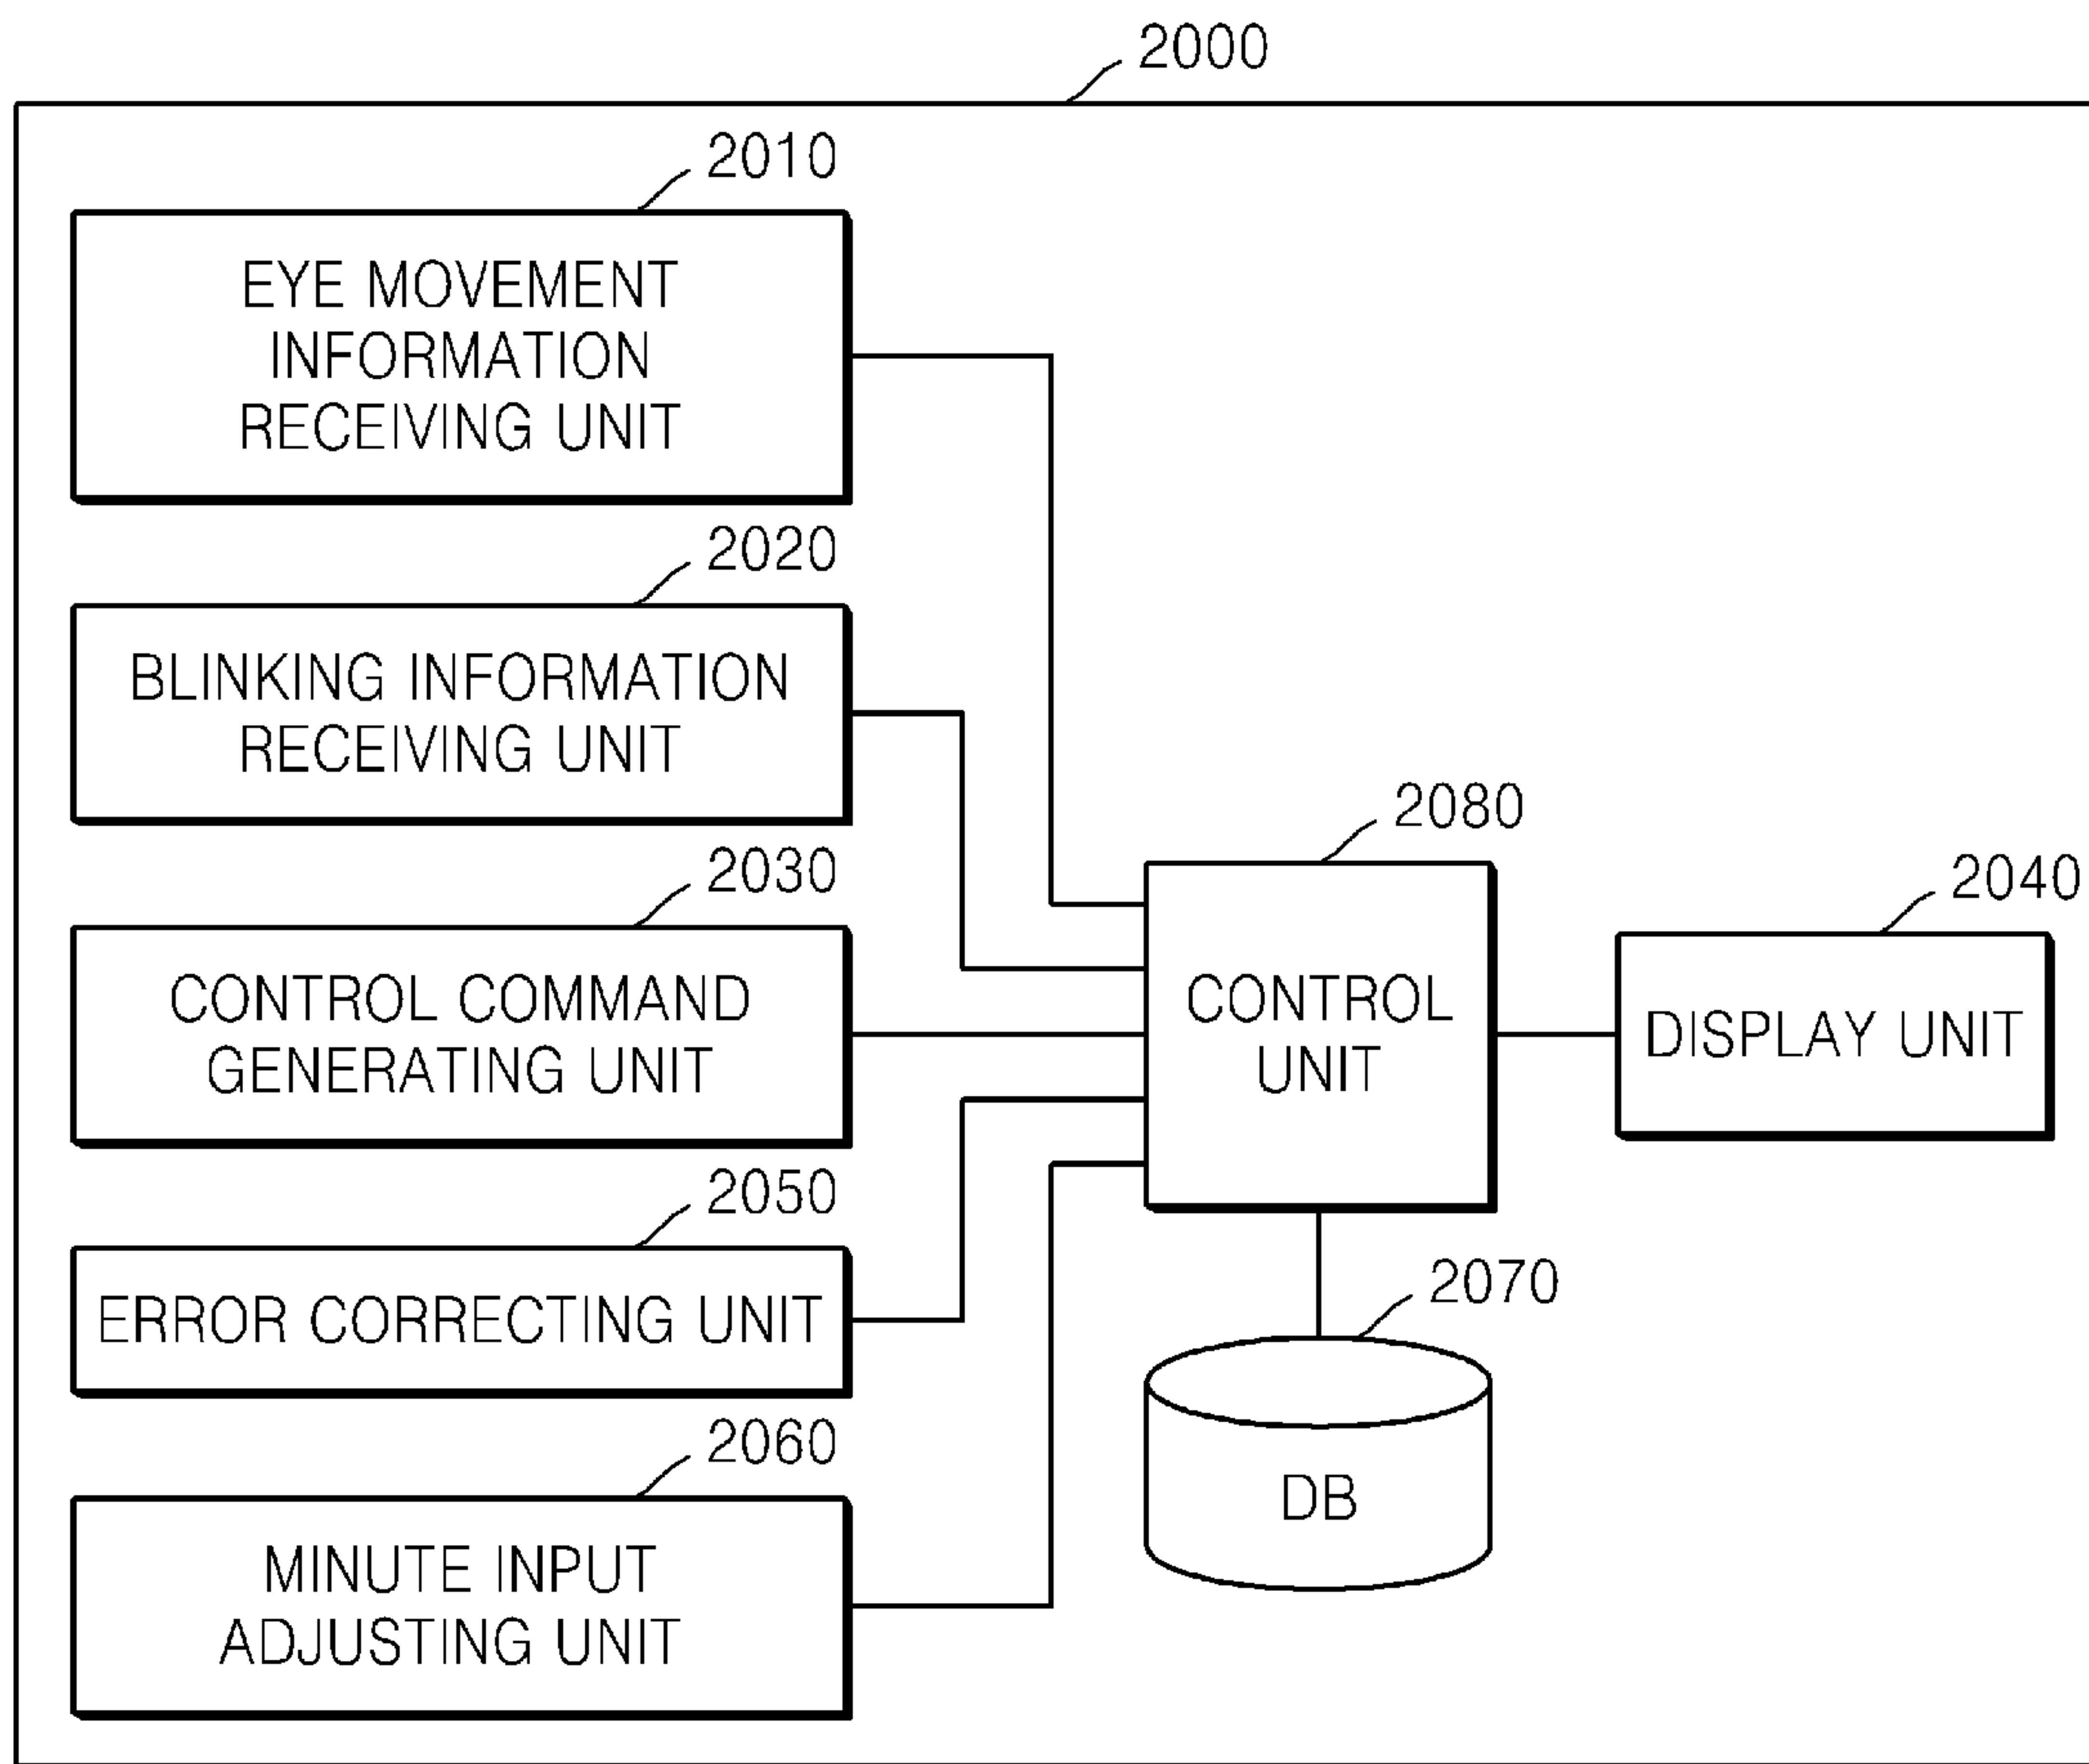 2000
2010
EYE MOVEMENT
INFORMATION
RECEIVING UNIT
2020
BLINKING INFORMATION
RECEIVING UNIT
2030
CONTROL COMMAND
GENERATING UNIT
2050
ERROR CORRECTING UNIT
2060
MINUTE INPUT
ADJUSTING UNIT
2080
CONTROL
UNIT
2040
DISPLAY UNIT
2070
DB